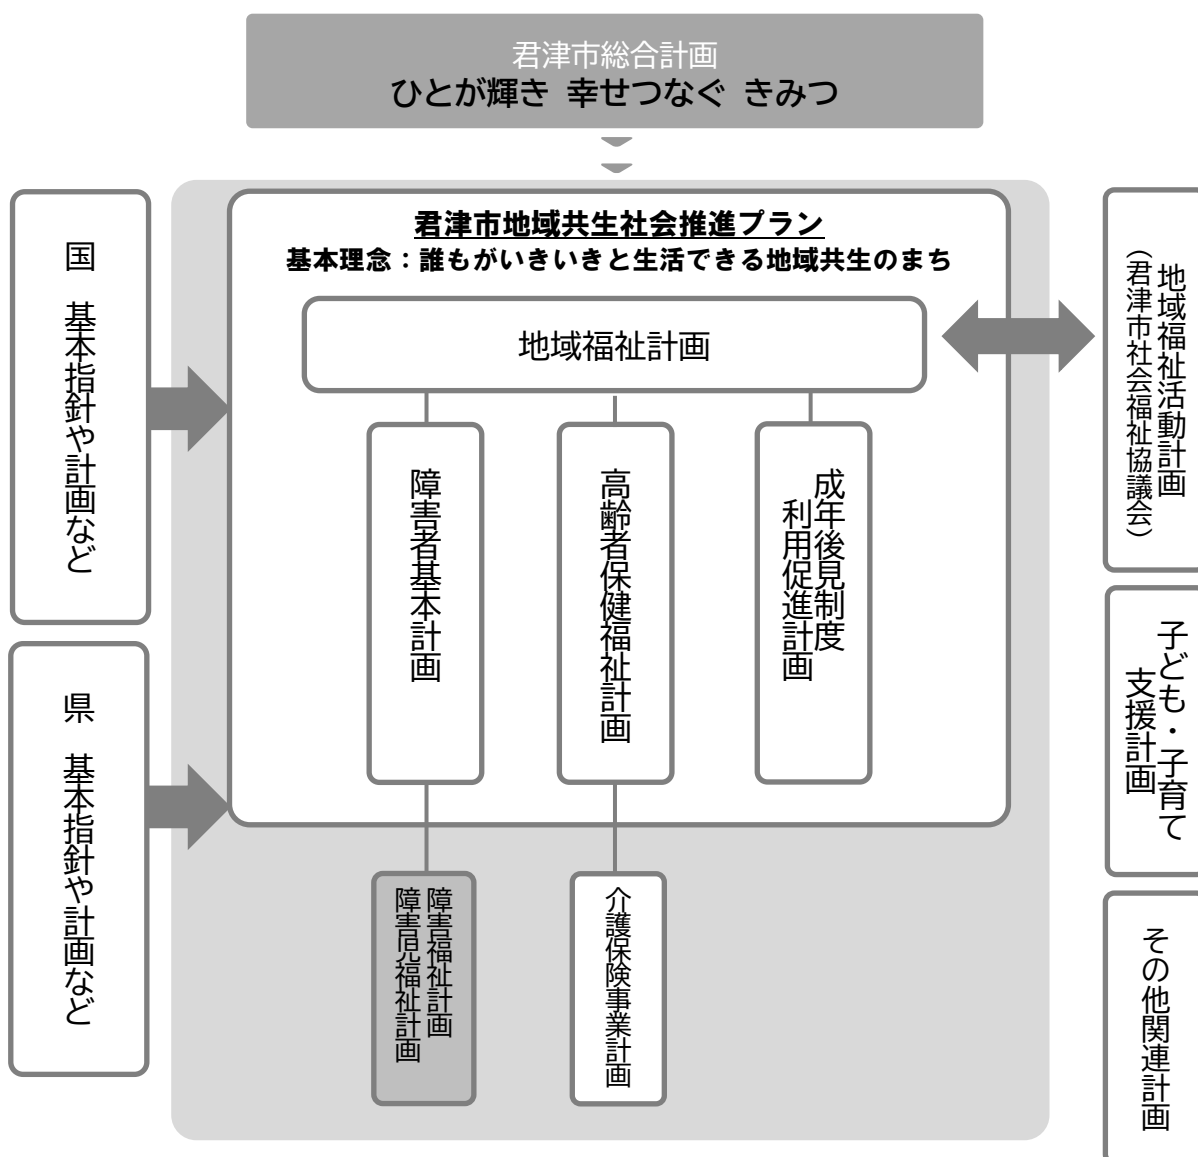 君津市総合計画
ひとが輝き 幸せつなぐ きみつ
君津市地域共生社会推進プラン
基本理念：誰もがいきいきと生活できる地域共生のまち
国 基本指針や計画など
県 基本指針や計画など
地域福祉計画
障害者基本計画
高齢者保健福祉計画
成年後見制度
利用促進計画
障害福祉計画
障害児福祉計画
介護保険事業計画
地域福祉活動計画
（君津市社会福祉協議会）
子ども・子育て
支援計画
その他関連計画